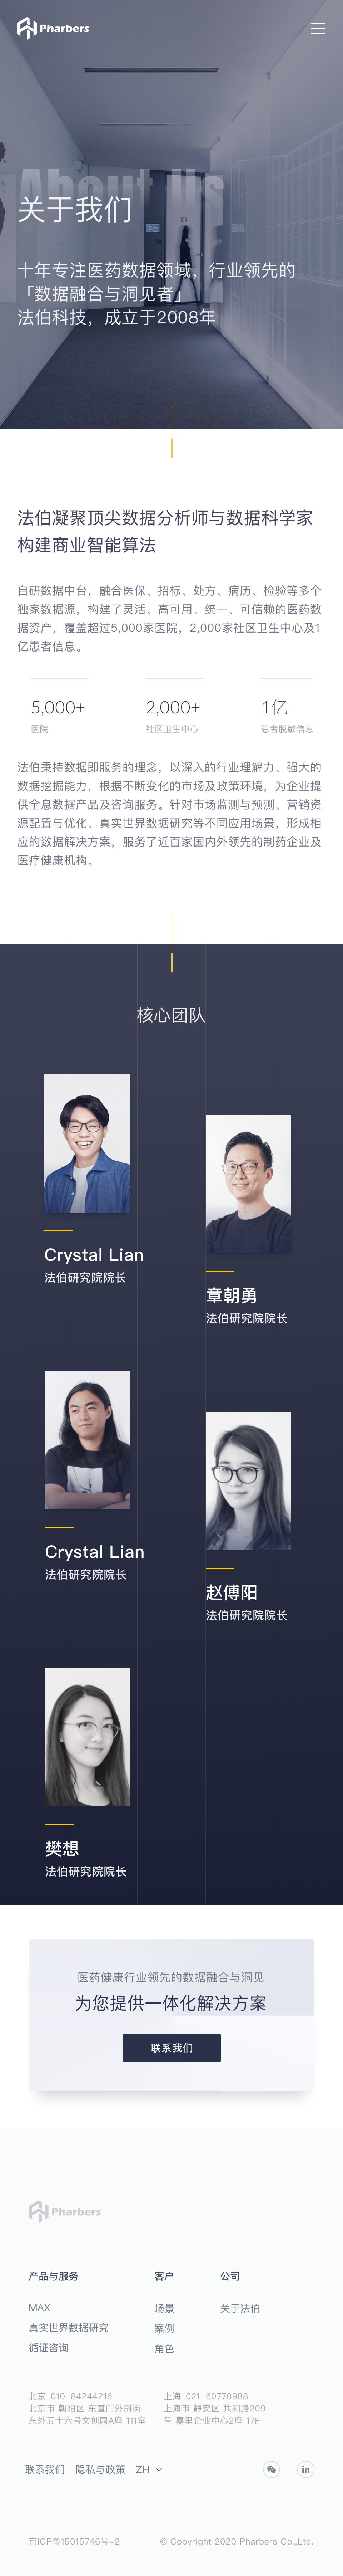 Pharbers
About Us
关于我们
十年专注医药数据领域，行业领先的
「数据融合与洞见者」
法伯科技，成立于2008年
法伯凝聚顶尖数据分析师与数据科学家
构建商业智能算法
自研数据中台，融合医保、招标、处方、病历、检验等多个
独家数据源，构建了灵活、高可用、统一、可信赖的医药数
据资产，覆盖超过5,000家医院，2,000家社区卫生中心及1
亿患者信息。
5,000+ 2,000+ 1亿
医院 社区卫生中心 患者脱敏信息
法伯秉持数据即服务的理念，以深入的行业理解力、强大的
数据挖掘能力，根据不断变化的市场及政策环境，为企业提
供全息数据产品及咨询服务。针对市场监测与预测、营销资
源配置与优化、真实世界数据研究等不同应用场景，形成相
应的数据解决方案，服务了近百家国内外领先的制药企业及
医疗健康机构。
核心团队
Crystal Lian
法伯研究院院长
章朝勇
法伯研究院院长
Crystal Lian
法伯研究院院长
赵傅阳
法伯研究院院长
樊想
法伯研究院院长
医药健康行业领先的数据融合与洞见
为您提供一体化解决方案
联系我们
Pharbers
产品与服务 客户 公司
MAX 场景 关于法伯
真实世界数据研究 案例
循证咨询 角色
北京 010-84244216
北京市 朝阳区 东直门外斜街
东外五十六号文创园A座 111室
上海 021-60770988
上海市 静安区 共和路209
号 嘉里企业中心2座 17F
联系我们 隐私与政策 ZH
in
京ICP备15015746号-2 © Copyright 2020 Pharbers Co.,Ltd.